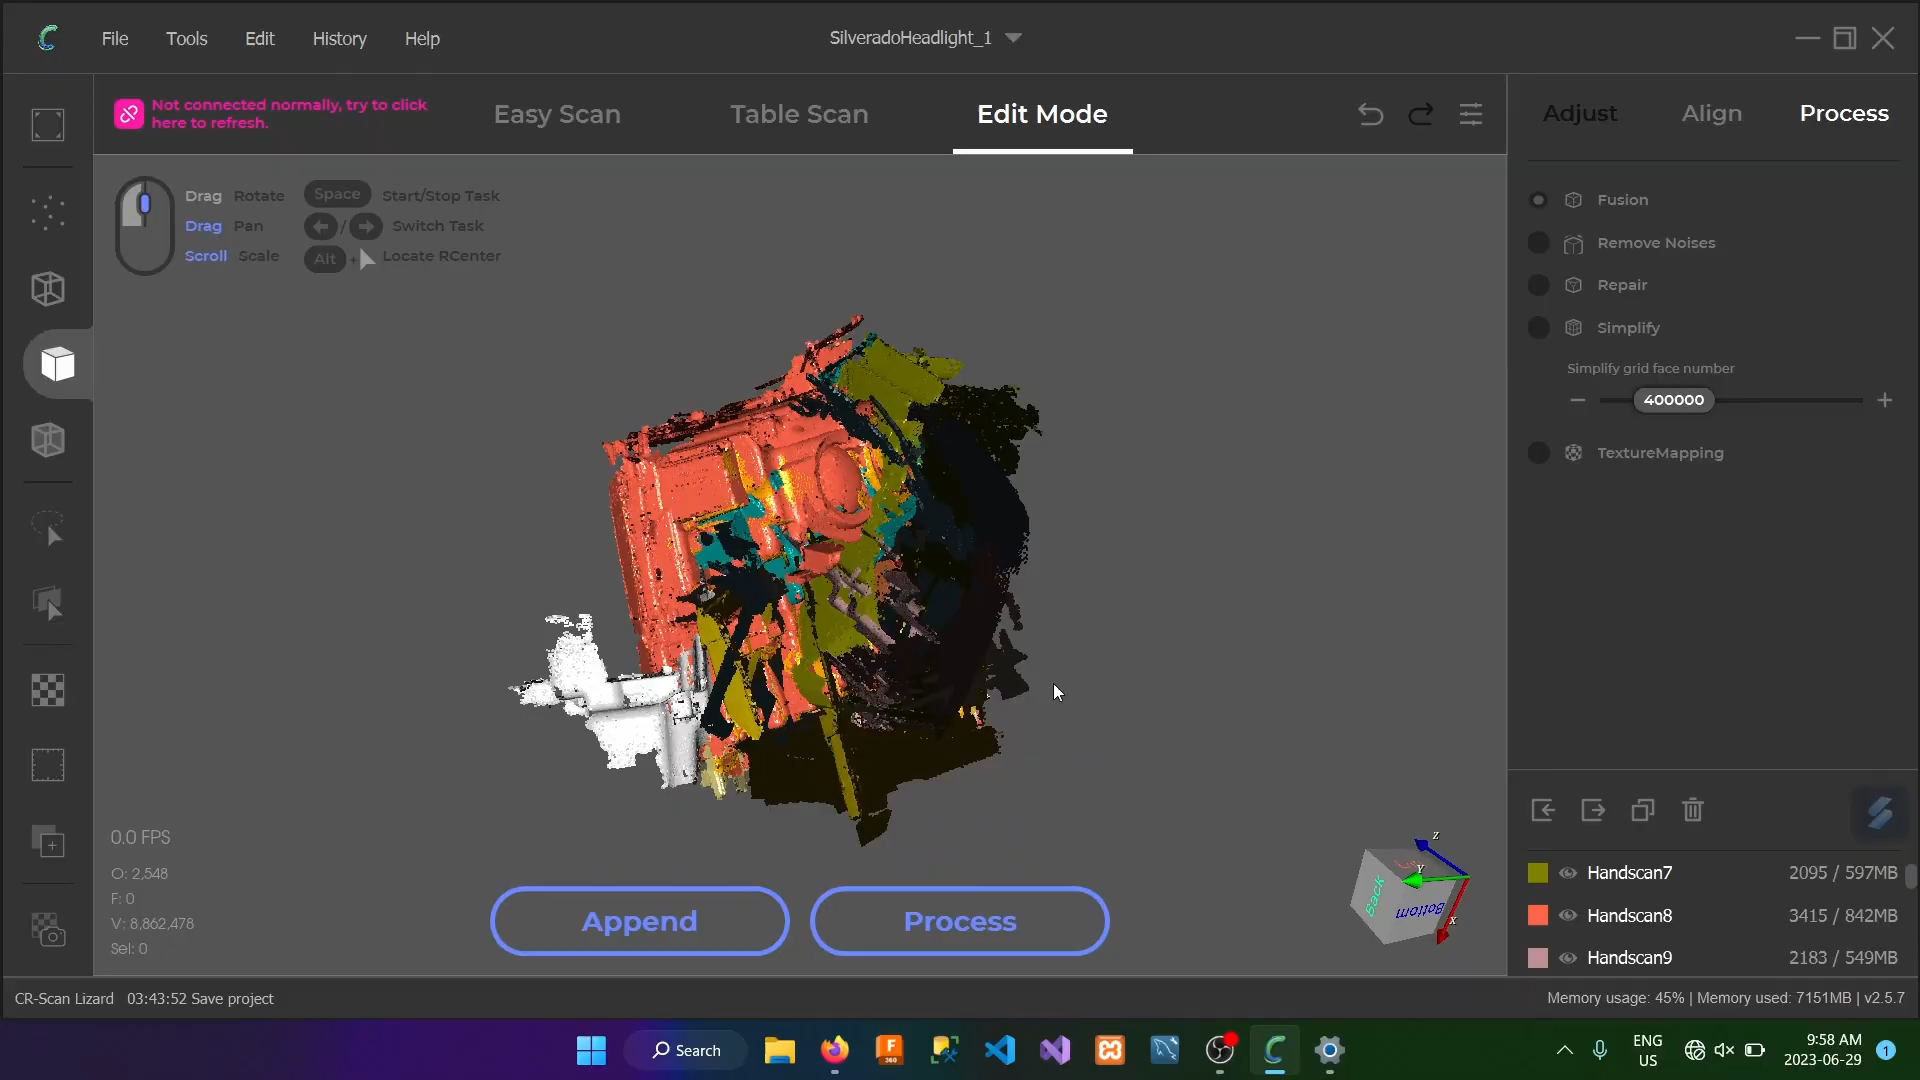 File
Tools
Edit
History
Help
SilveradoHeadlight_1
Not connected normally, try to click
here to refresh.
Easy Scan
Table Scan
Edit Mode
Adjust
Align
Process
Drag Rotate
Space Start/Stop Task
Drag Pan
/ Switch Task
Scroll Scale
Alt + Locate RCenter
Fusion
Remove Noises
Repair
Simplify
Simplify grid face number
400000
TextureMapping
0.0 FPS
O: 2,548
F: 0
V: 8,862,478
Sel: 0
Append
Process
Z
Y
X
Back
Bottom
Handscan7 2095 / 597MB
Handscan8 3415 / 842MB
Handscan9 2183 / 549MB
CR-Scan Lizard 03:43:52 Save project
Memory usage: 45% | Memory used: 7151MB | v2.5.7
Search
F
360
ENG
US
9:58 AM
2023-06-29
1